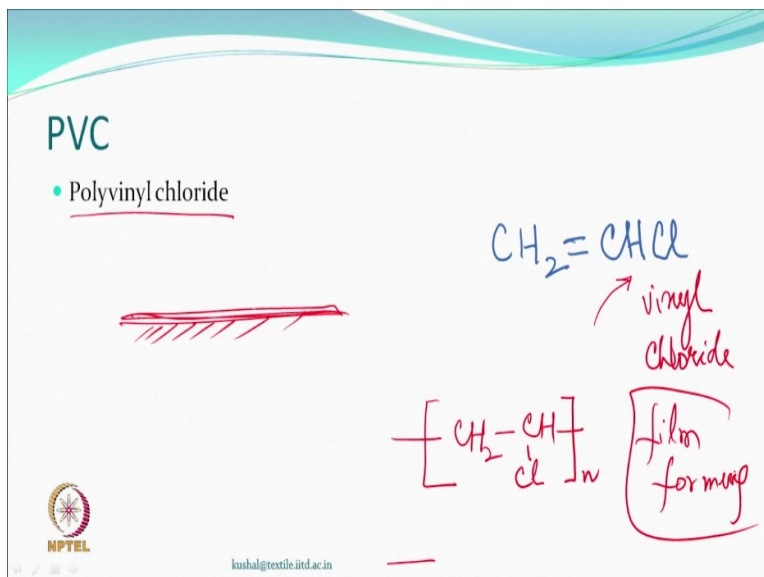 PVC
• Polyvinyl chloride
CH₂ = CHCl
vinyl
chloride
[ CH₂ – CH ]n
Cl
film
forming
NPTEL
kushal@textile.iitd.ac.in